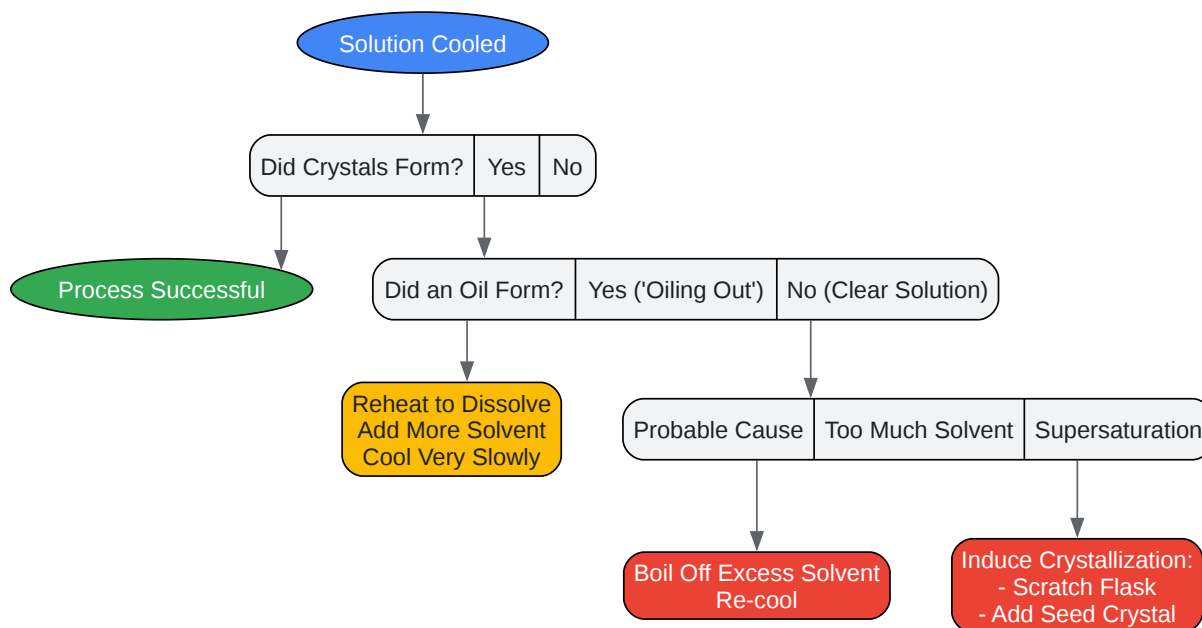 Solution Cooled
Did Crystals Form? Yes No
Process Successful
Did an Oil Form? Yes ('Oiling Out') No (Clear Solution)
Reheat to Dissolve
Add More Solvent
Cool Very Slowly
Probable Cause Too Much Solvent Supersaturation
Boil Off Excess Solvent
Re-cool
Induce Crystallization:
- Scratch Flask
- Add Seed Crystal